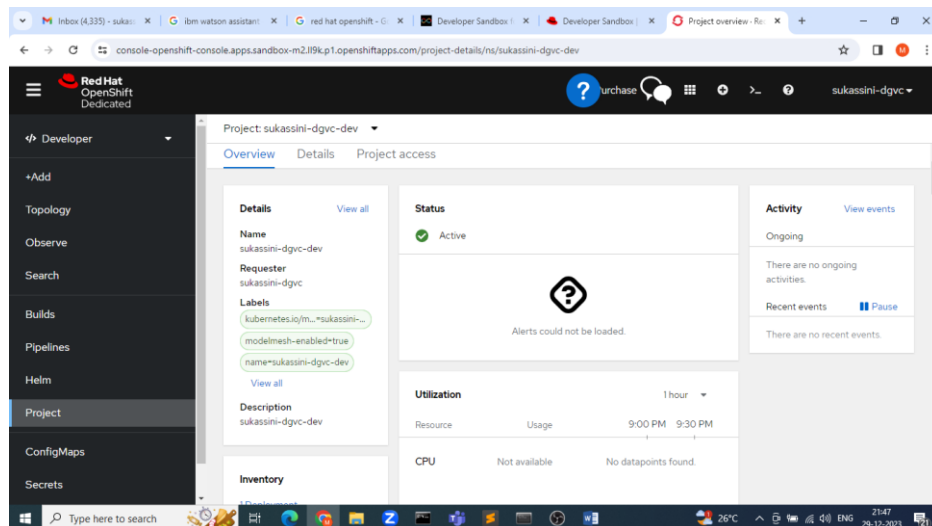 Inbox (4,335) - sukas
ibm watson assistant
red hat openshift - G
Developer Sandbox f
Developer Sandbox |
Project overview · Re
console-openshift-console.apps.sandbox-m2.ll9k.p1.openshiftapps.com/project-details/ns/sukassini-dgvc-dev
M
Red Hat
OpenShift
Dedicated
urchase
sukassini-dgvc
Developer
Project: sukassini-dgvc-dev
Overview Details Project access
+Add
Topology
Observe
Search
Builds
Pipelines
Helm
Project
ConfigMaps
Secrets
Details View all
Name
sukassini-dgvc-dev
Requester
sukassini-dgvc
Labels
kubernetes.io/m...=sukassini-...
modelmesh-enabled=true
name=sukassini-dgvc-dev
View all
Description
sukassini-dgvc-dev
Inventory
1 Deployment
Status
Active
Alerts could not be loaded.
Utilization 1 hour
Resource Usage 9:00 PM 9:30 PM
CPU Not available No datapoints found.
Activity View events
Ongoing
There are no ongoing
activities.
Recent events Pause
There are no recent events.
Type here to search
26°C
ENG
21:47
29-12-2023